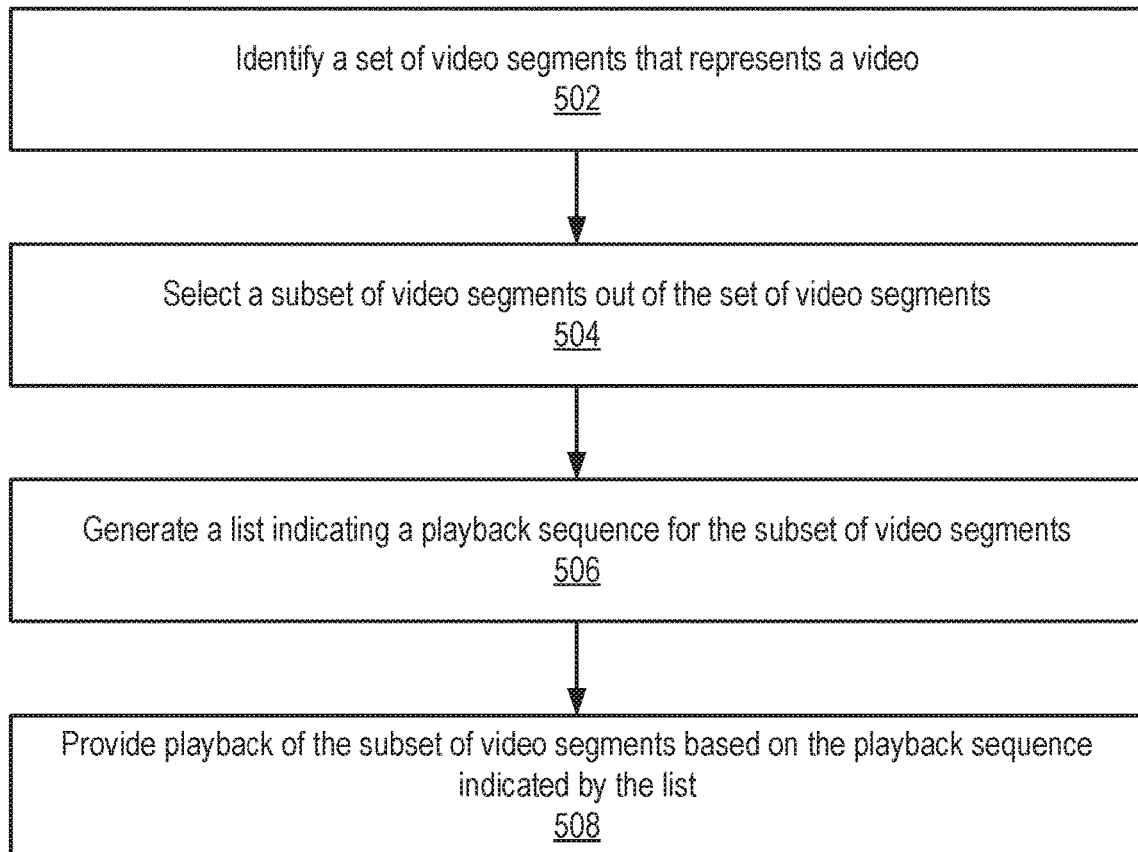 Identify a set of video segments that represents a video
502
Select a subset of video segments out of the set of video segments
504
Generate a list indicating a playback sequence for the subset of video segments
506
Provide playback of the subset of video segments based on the playback sequence
indicated by the list
508